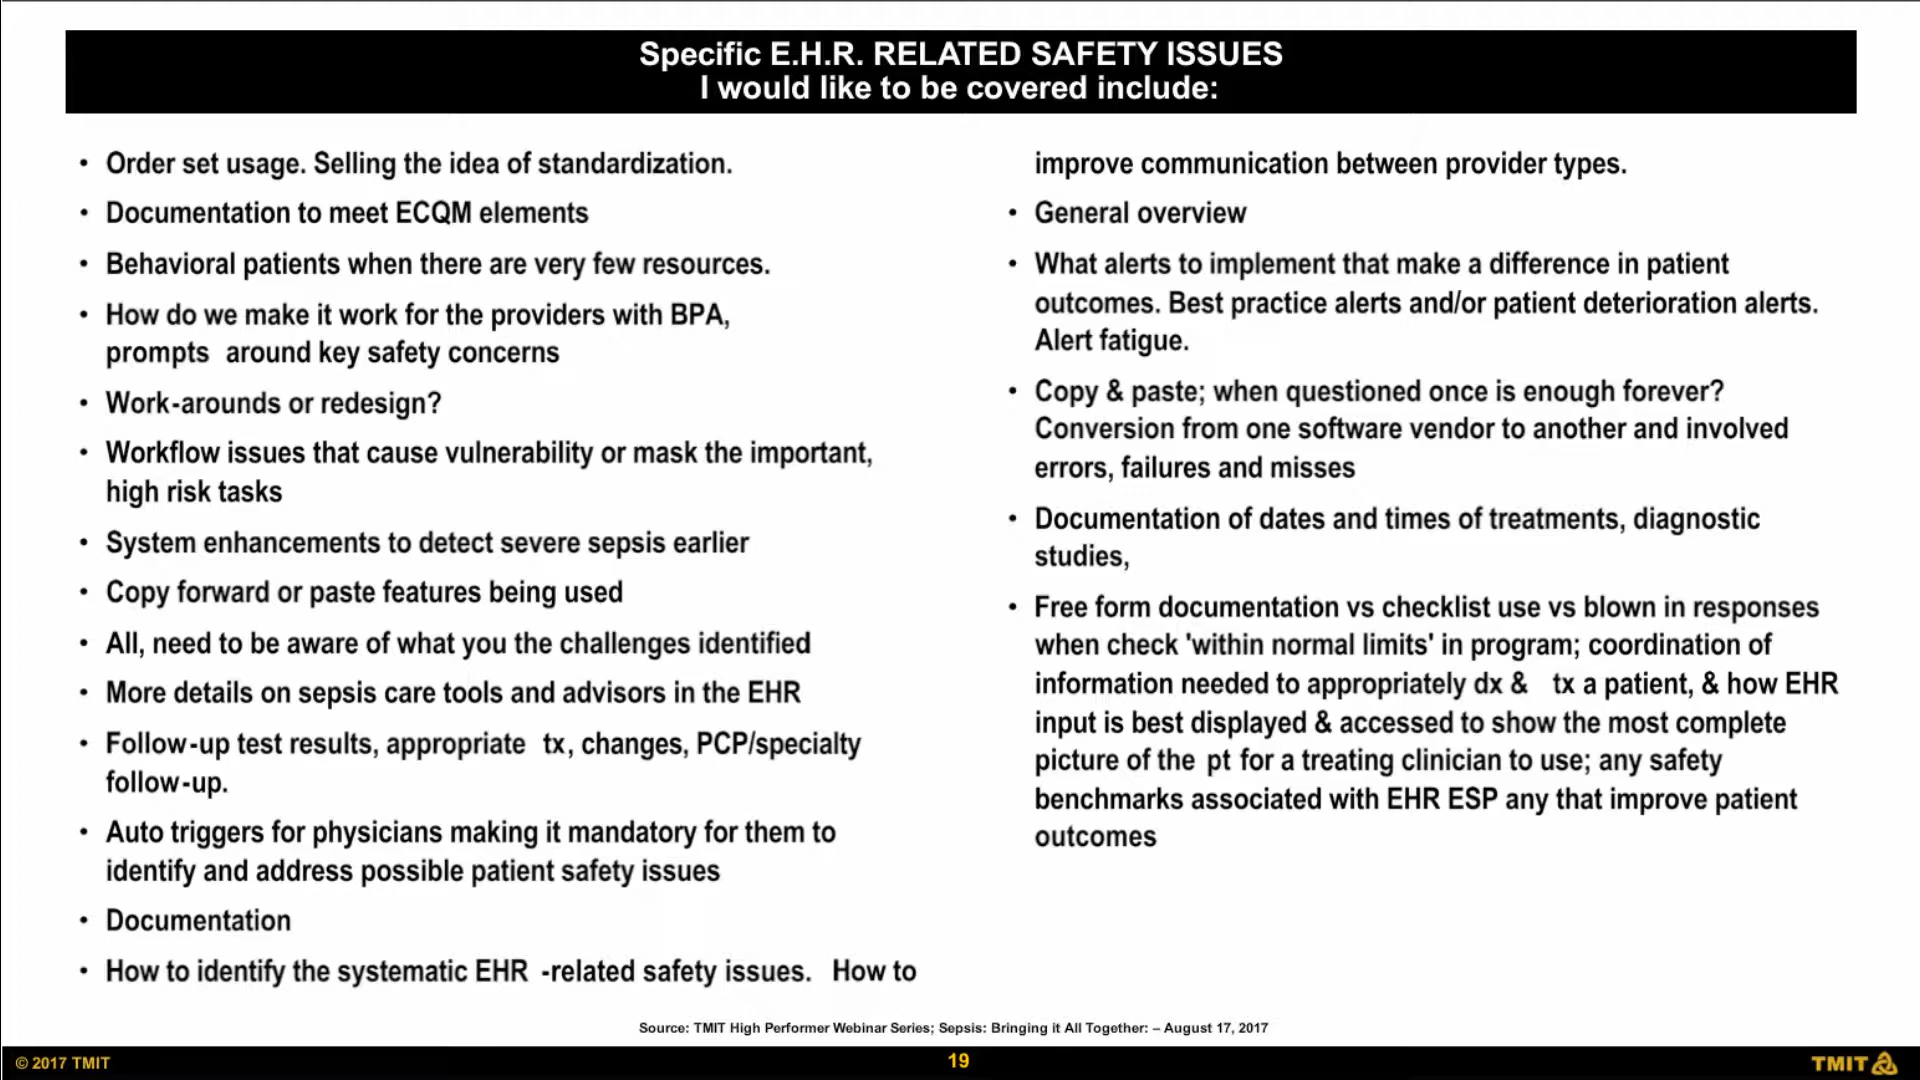 Specific E.H.R. RELATED SAFETY ISSUES
I would like to be covered include:
• Order set usage. Selling the idea of standardization.
• Documentation to meet ECQM elements
• Behavioral patients when there are very few resources.
• How do we make it work for the providers with BPA,
prompts around key safety concerns
• Work-arounds or redesign?
• Workflow issues that cause vulnerability or mask the important,
high risk tasks
• System enhancements to detect severe sepsis earlier
• Copy forward or paste features being used
• All, need to be aware of what you the challenges identified
• More details on sepsis care tools and advisors in the EHR
• Follow-up test results, appropriate tx, changes, PCP/specialty
follow-up.
• Auto triggers for physicians making it mandatory for them to
identify and address possible patient safety issues
• Documentation
• How to identify the systematic EHR -related safety issues. How to
improve communication between provider types.
• General overview
• What alerts to implement that make a difference in patient
outcomes. Best practice alerts and/or patient deterioration alerts.
Alert fatigue.
• Copy & paste; when questioned once is enough forever?
Conversion from one software vendor to another and involved
errors, failures and misses
• Documentation of dates and times of treatments, diagnostic
studies,
• Free form documentation vs checklist use vs blown in responses
when check 'within normal limits' in program; coordination of
information needed to appropriately dx & tx a patient, & how EHR
input is best displayed & accessed to show the most complete
picture of the pt for a treating clinician to use; any safety
benchmarks associated with EHR ESP any that improve patient
outcomes
Source: TMIT High Performer Webinar Series; Sepsis: Bringing it All Together: – August 17, 2017
© 2017 TMIT
19
TMIT